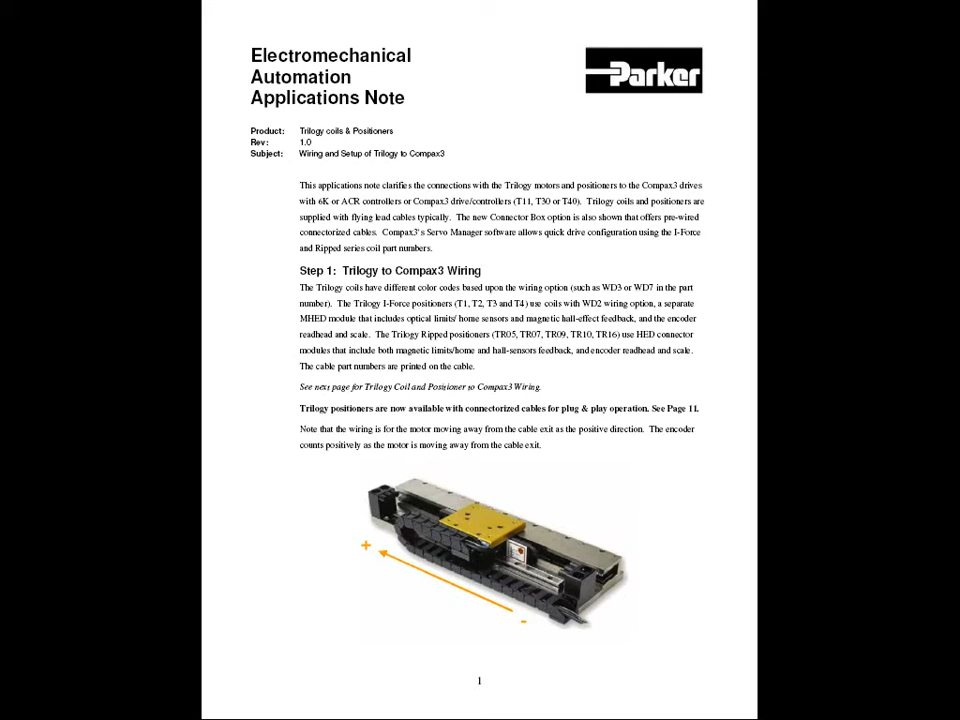 Electromechanical
Automation
Applications Note
Parker
Product: Trilogy coils & Positioners
Rev: 1.0
Subject: Wiring and Setup of Trilogy to Compax3
This applications note clarifies the connections with the Trilogy motors and positioners to the Compax3 drives
with 6K or ACR controllers or Compax3 drive/controllers (T11, T30 or T40). Trilogy coils and positioners are
supplied with flying lead cables typically. The new Connector Box option is also shown that offers pre-wired
connectorized cables. Compax3's Servo Manager software allows quick drive configuration using the I-Force
and Ripped series coil part numbers.
Step 1: Trilogy to Compax3 Wiring
The Trilogy coils have different color codes based upon the wiring option (such as WD3 or WD7 in the part
number). The Trilogy I-Force positioners (T1, T2, T3 and T4) use coils with WD2 wiring option, a separate
MHED module that includes optical limits/ home sensors and magnetic hall-effect feedback, and the encoder
readhead and scale. The Trilogy Ripped positioners (TR05, TR07, TR09, TR10, TR16) use HED connector
modules that include both magnetic limits/home and hall-sensors feedback, and encoder readhead and scale.
The cable part numbers are printed on the cable.
See next page for Trilogy Coil and Positioner to Compax3 Wiring.
Trilogy positioners are now available with connectorized cables for plug & play operation. See Page 11.
Note that the wiring is for the motor moving away from the cable exit as the positive direction. The encoder
counts positively as the motor is moving away from the cable exit.
+
-
1